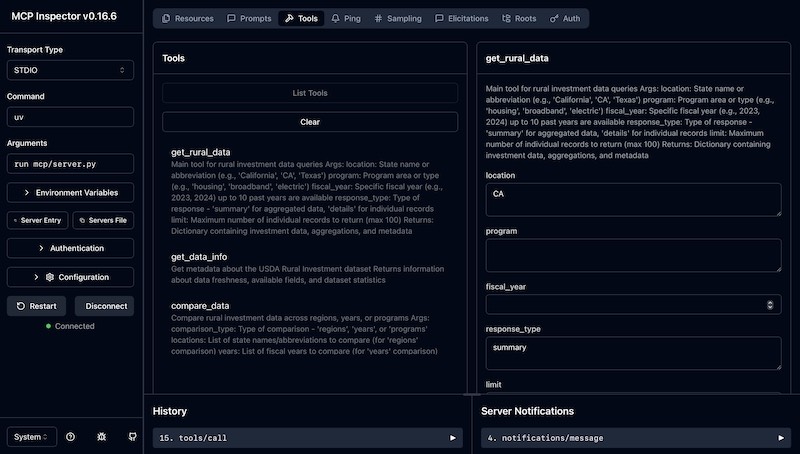 MCP Inspector v0.16.6
Transport Type
STDIO
Command
uv
Arguments
run mcp/server.py
Environment Variables
Server Entry
Servers File
Authentication
Configuration
Restart
Disconnect
Connected
System
Resources
Prompts
Tools
Ping
Sampling
Elicitations
Roots
Auth
Tools
List Tools
Clear
get_rural_data
Main tool for rural investment data queries Args: location: State name or
abbreviation (e.g., 'California', 'CA', 'Texas') program: Program area or
type (e.g., 'housing', 'broadband', 'electric') fiscal_year: Specific fiscal year (e.g.,
2023, 2024) up to 10 past years are available response_type: Type of
response - 'summary' for aggregated data, 'details' for individual records
limit: Maximum number of individual records to return (max 100) Returns:
Dictionary containing investment data, aggregations, and metadata
get_data_info
Get metadata about the USDA Rural Investment dataset Returns information
about data freshness, available fields, and dataset statistics
compare_data
Compare rural investment data across regions, years, or programs Args:
comparison_type: Type of comparison - 'regions', 'years', or 'programs'
locations: List of state names/abbreviations to compare (for 'regions'
comparison) years: List of fiscal years to compare (for 'years' comparison)
get_rural_data
Main tool for rural investment data queries Args: location: State name or
abbreviation (e.g., 'California', 'CA', 'Texas') program: Program area or type (e.g.,
'housing', 'broadband', 'electric') fiscal_year: Specific fiscal year (e.g., 2023,
2024) up to 10 past years are available response_type: Type of response -
'summary' for aggregated data, 'details' for individual records limit: Maximum
number of individual records to return (max 100) Returns: Dictionary containing
investment data, aggregations, and metadata
location
CA
program
fiscal_year
response_type
summary
limit
History
15. tools/call
Server Notifications
4. notifications/message